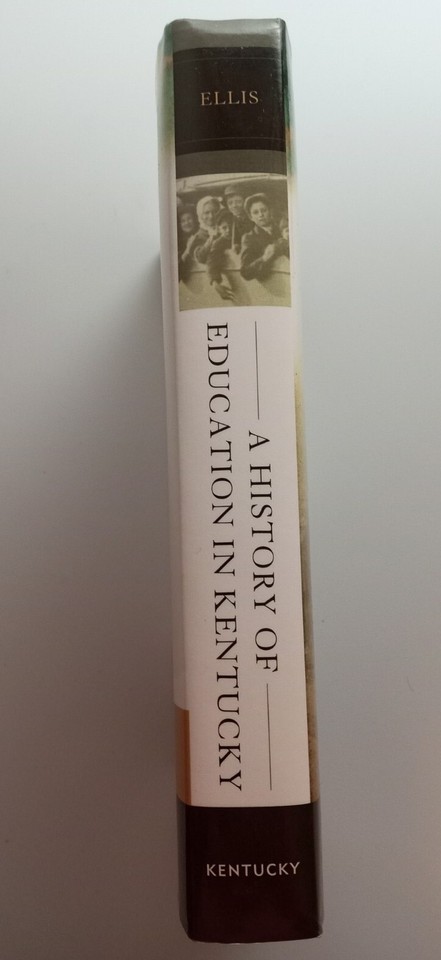 ELLIS
A HISTORY OF
EDUCATION IN KENTUCKY
KENTUCKY